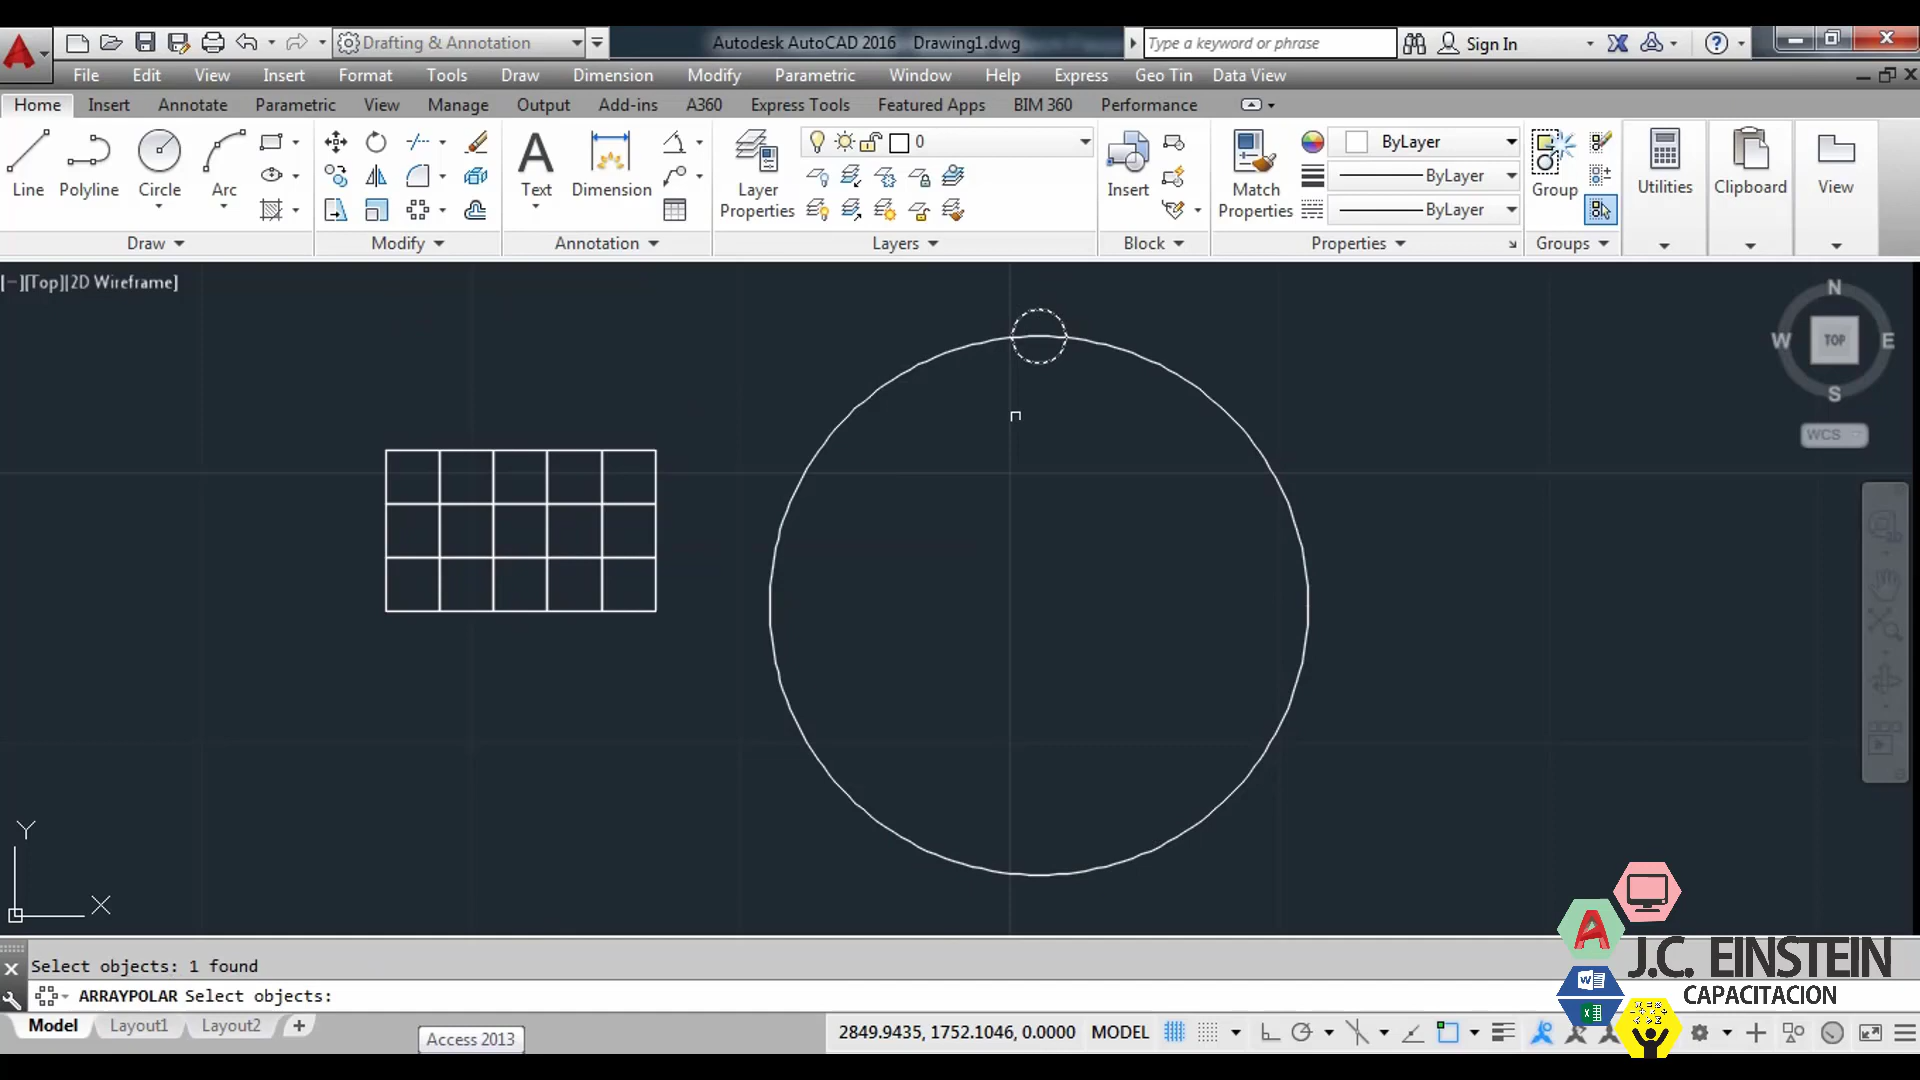 Drafting & Annotation
Autodesk AutoCAD 2016 Drawing1.dwg
Type a keyword or phrase
Sign In
File Edit View Insert Format Tools Draw Dimension Modify Parametric Window Help Express Geo Tin Data View
Home Insert Annotate Parametric View Manage Output Add-ins A360 Express Tools Featured Apps BIM 360 Performance
0
ByLayer
Line Polyline Circle Arc
Text Dimension
Layer Properties
Insert
Match Properties
ByLayer
ByLayer
Group
Utilities
Clipboard
View
Draw Modify Annotation Layers Block Properties Groups
[−][Top][2D Wireframe]
N
W TOP E
S
WCS
Y
X
Select objects: 1 found
ARRAYPOLAR Select objects:
Model Layout1 Layout2 +
Access 2013
2849.9435, 1752.1046, 0.0000 MODEL
J.C. EINSTEIN
CAPACITACION